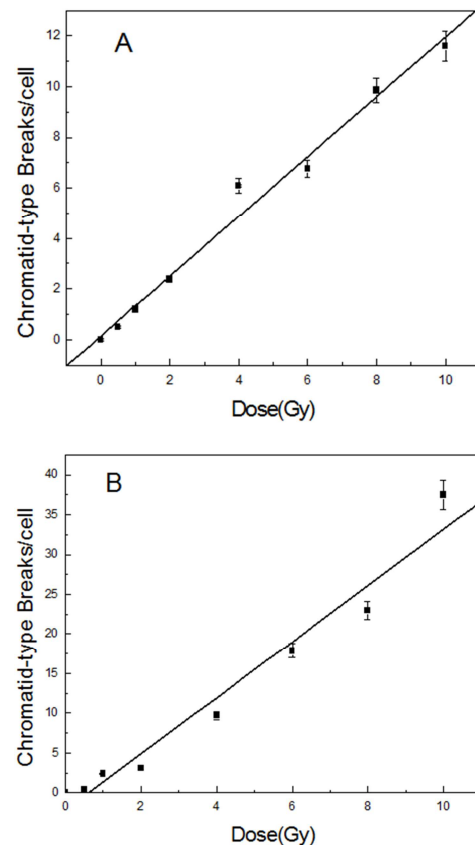 A
Chromatid-type Breaks/cell
12
10
8
6
4
2
0
0 2 4 6 8 10
Dose(Gy)
B
Chromatid-type Breaks/cell
40
35
30
25
20
15
10
5
0
0 2 4 6 8 10
Dose(Gy)